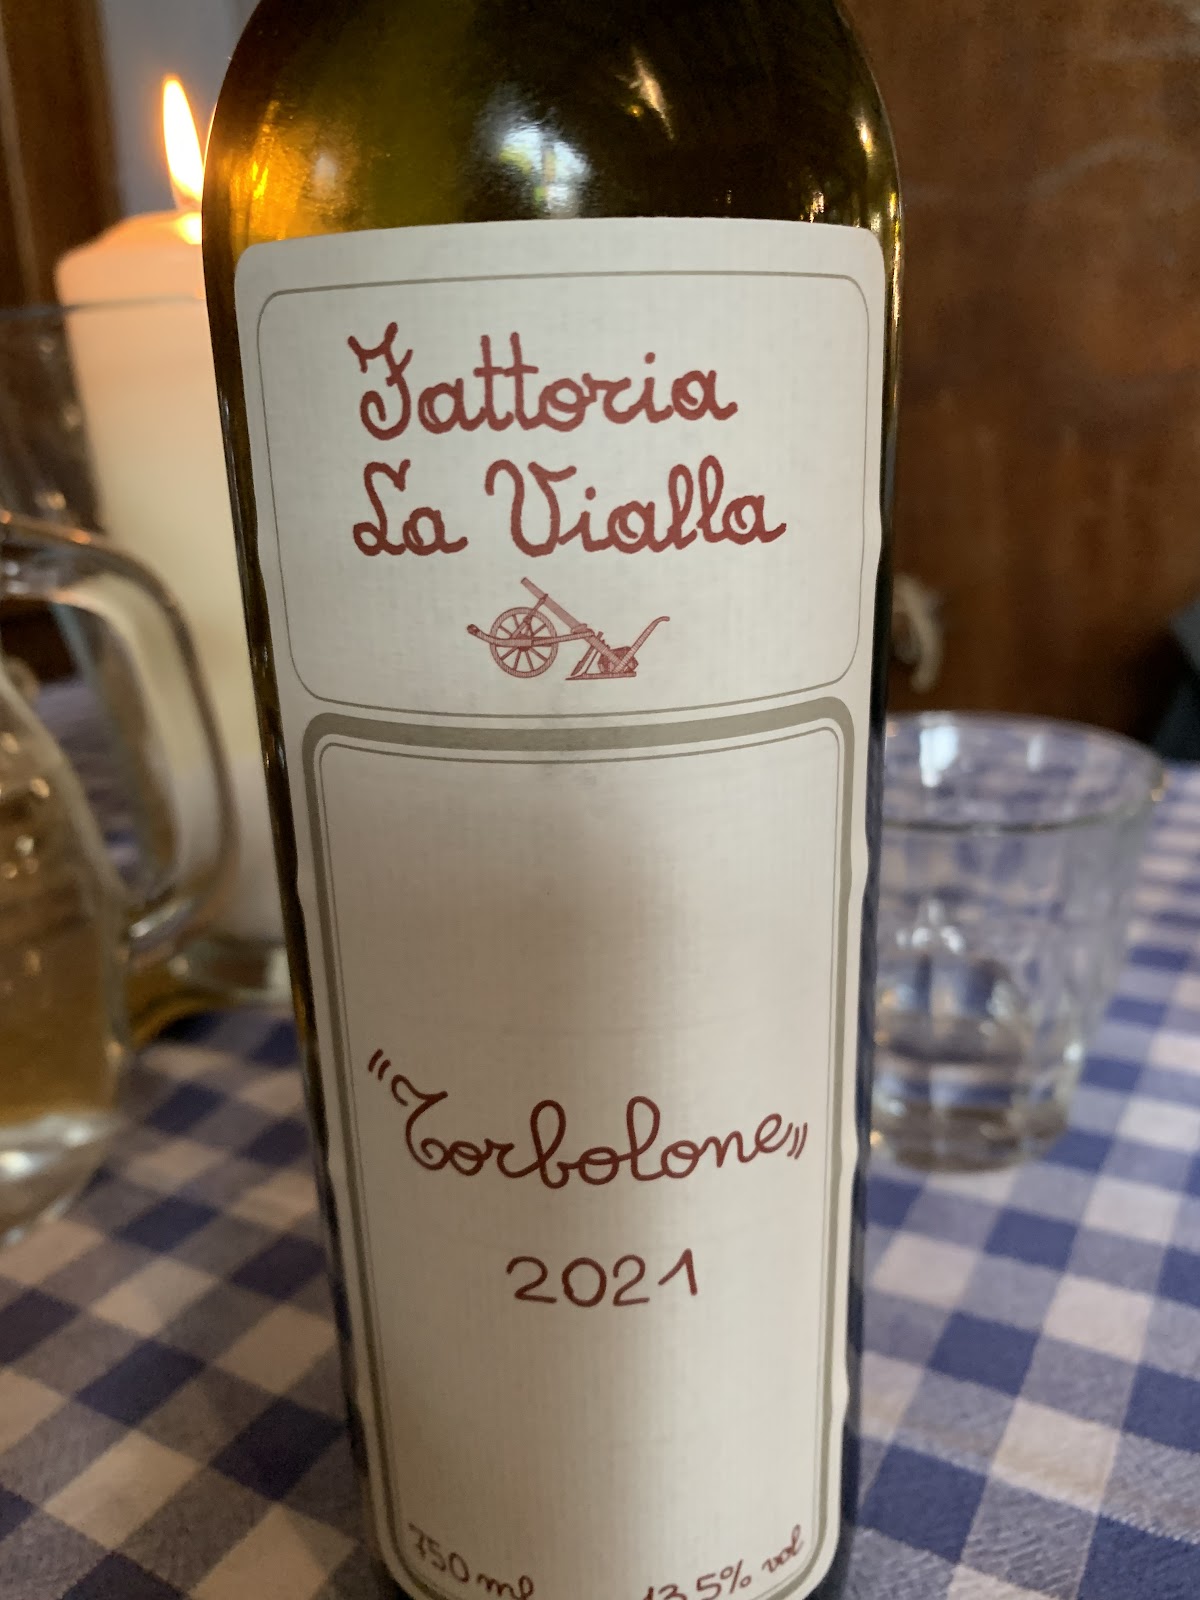 Fattoria
La Vialla
"Torbolone"
2021
750 ml 13.5% vol